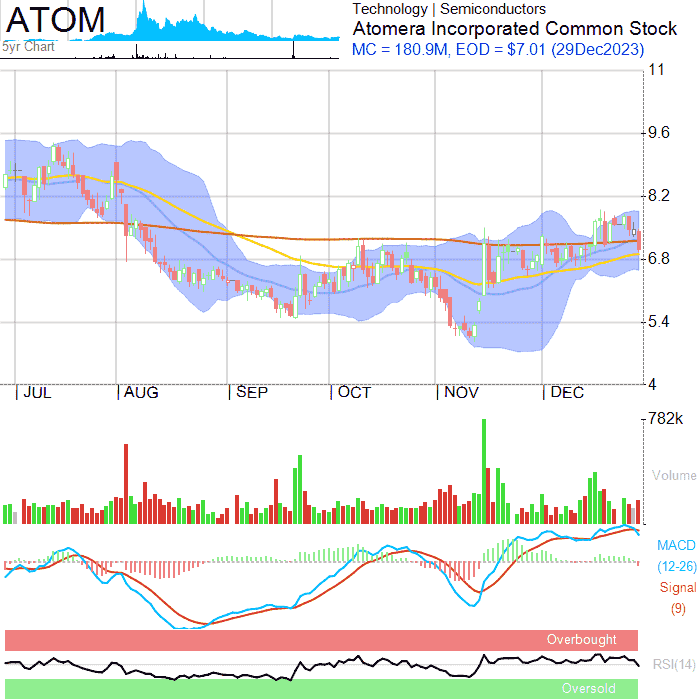 ATOM
5yr Chart
Technology | Semiconductors
Atomera Incorporated Common Stock
MC = 180.9M, EOD = $7.01 (29Dec2023)
11
9.6
8.2
6.8
5.4
4
JUL AUG SEP OCT NOV DEC
782k
Volume
MACD
(12-26)
Signal
(9)
Overbought
RSI(14)
Oversold